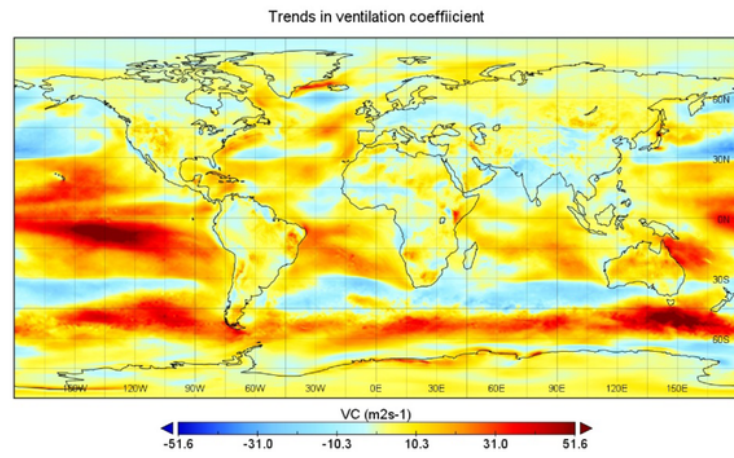 Trends in ventilation coeffiicient
60N
30N
0N
30S
60S
150W 120W 90W 60W 30W 0E 30E 60E 90E 120E 150E
VC (m2s-1)
-51.6 -31.0 -10.3 10.3 31.0 51.6